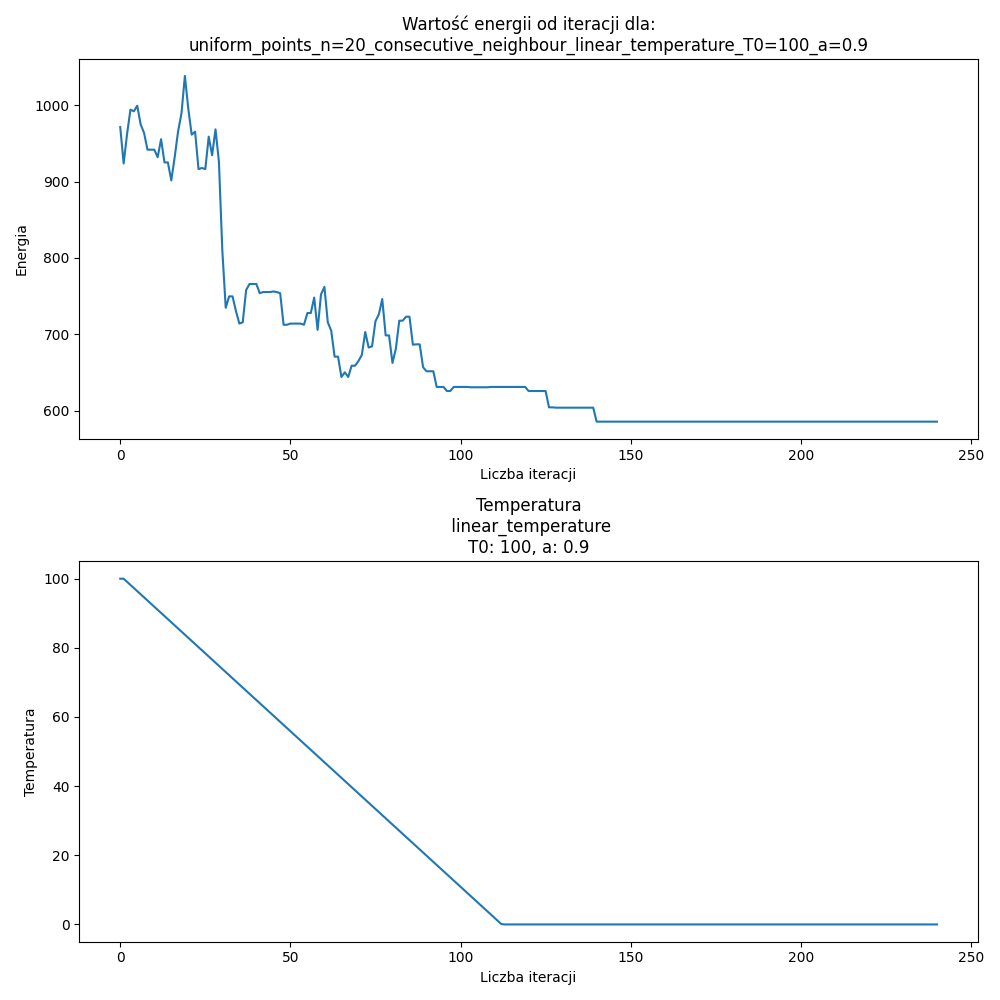 Wartość energii od iteracji dla:
uniform_points_n=20_consecutive_neighbour_linear_temperature_T0=100_a=0.9
1000
900
800
700
600
Energia
0 50 100 150 200 250
Liczba iteracji
Temperatura
linear_temperature
T0: 100, a: 0.9
100
80
60
40
20
0
Temperatura
0 50 100 150 200 250
Liczba iteracji